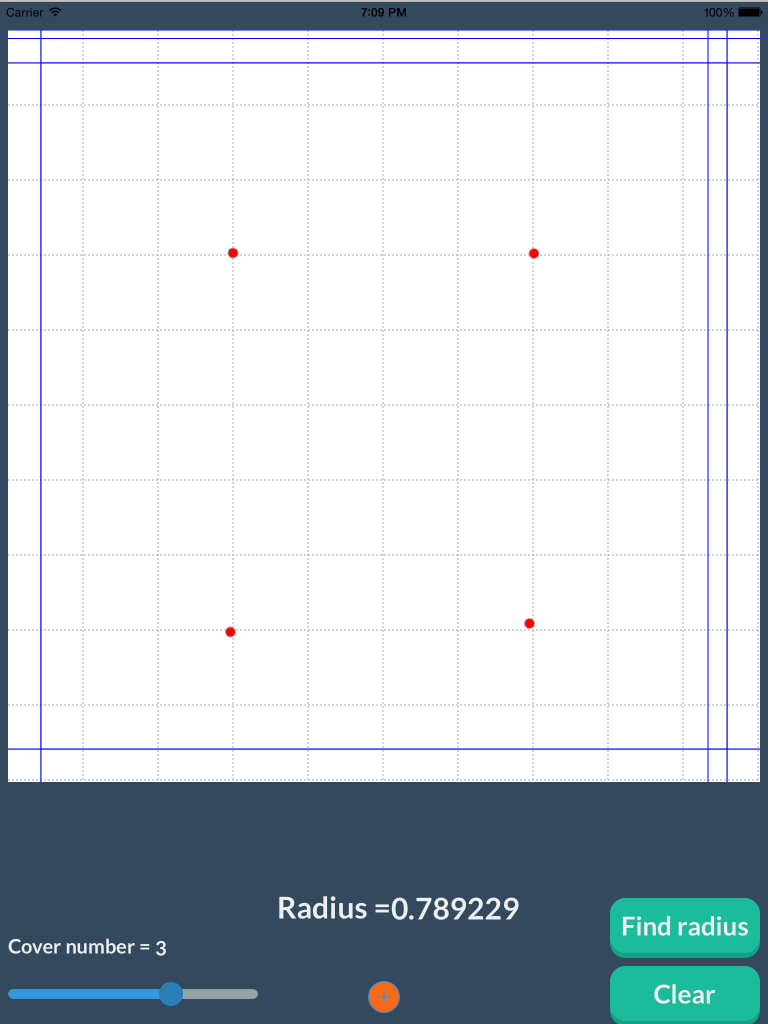 Carrier 7:09 PM 100%
Radius =0.789229
Find radius
Cover number = 3
Clear